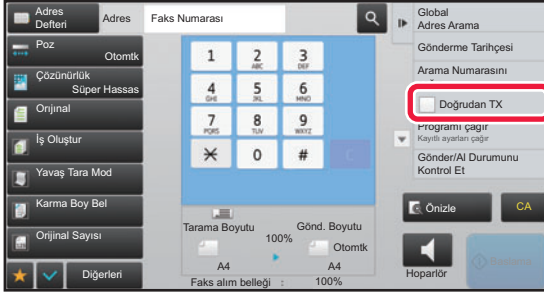 Adres
Defteri
Adres
Faks Numarası
Global
Adres Arama
Poz
Otomtk
Gönderme Tarihçesi
Çözünürlük
Süper Hassas
Arama Numarasını
Orijinal
Doğrudan TX
İş Oluştur
Programı çağır
Kayıtlı ayarları çağır
Yavaş Tara Mod
Gönder/Al Durumunu
Kontrol Et
Karma Boy Bel
Orijinal Sayısı
Diğerleri
1
2
ABC
3
DEF
4
GHI
5
JKL
6
MNO
7
PQRS
8
TUV
9
WXYZ
0
#
C
Tarama Boyutu
100%
Gönd. Boyutu
Otomtk
A4
A4
Faks alım belleği : 100%
Önizle
CA
Hoparlör
Başlama